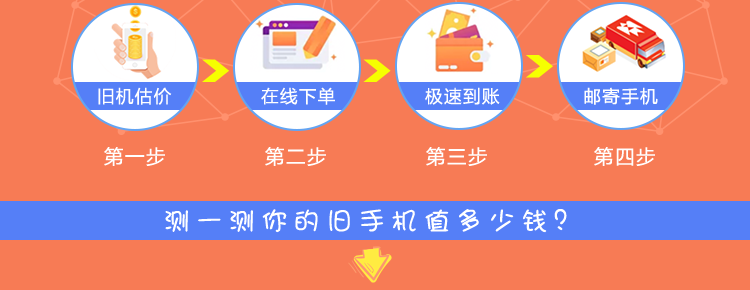 旧机估价
在线下单
极速到账
邮寄手机
第一步
第二步
第三步
第四步
测一测你的旧手机值多少钱?